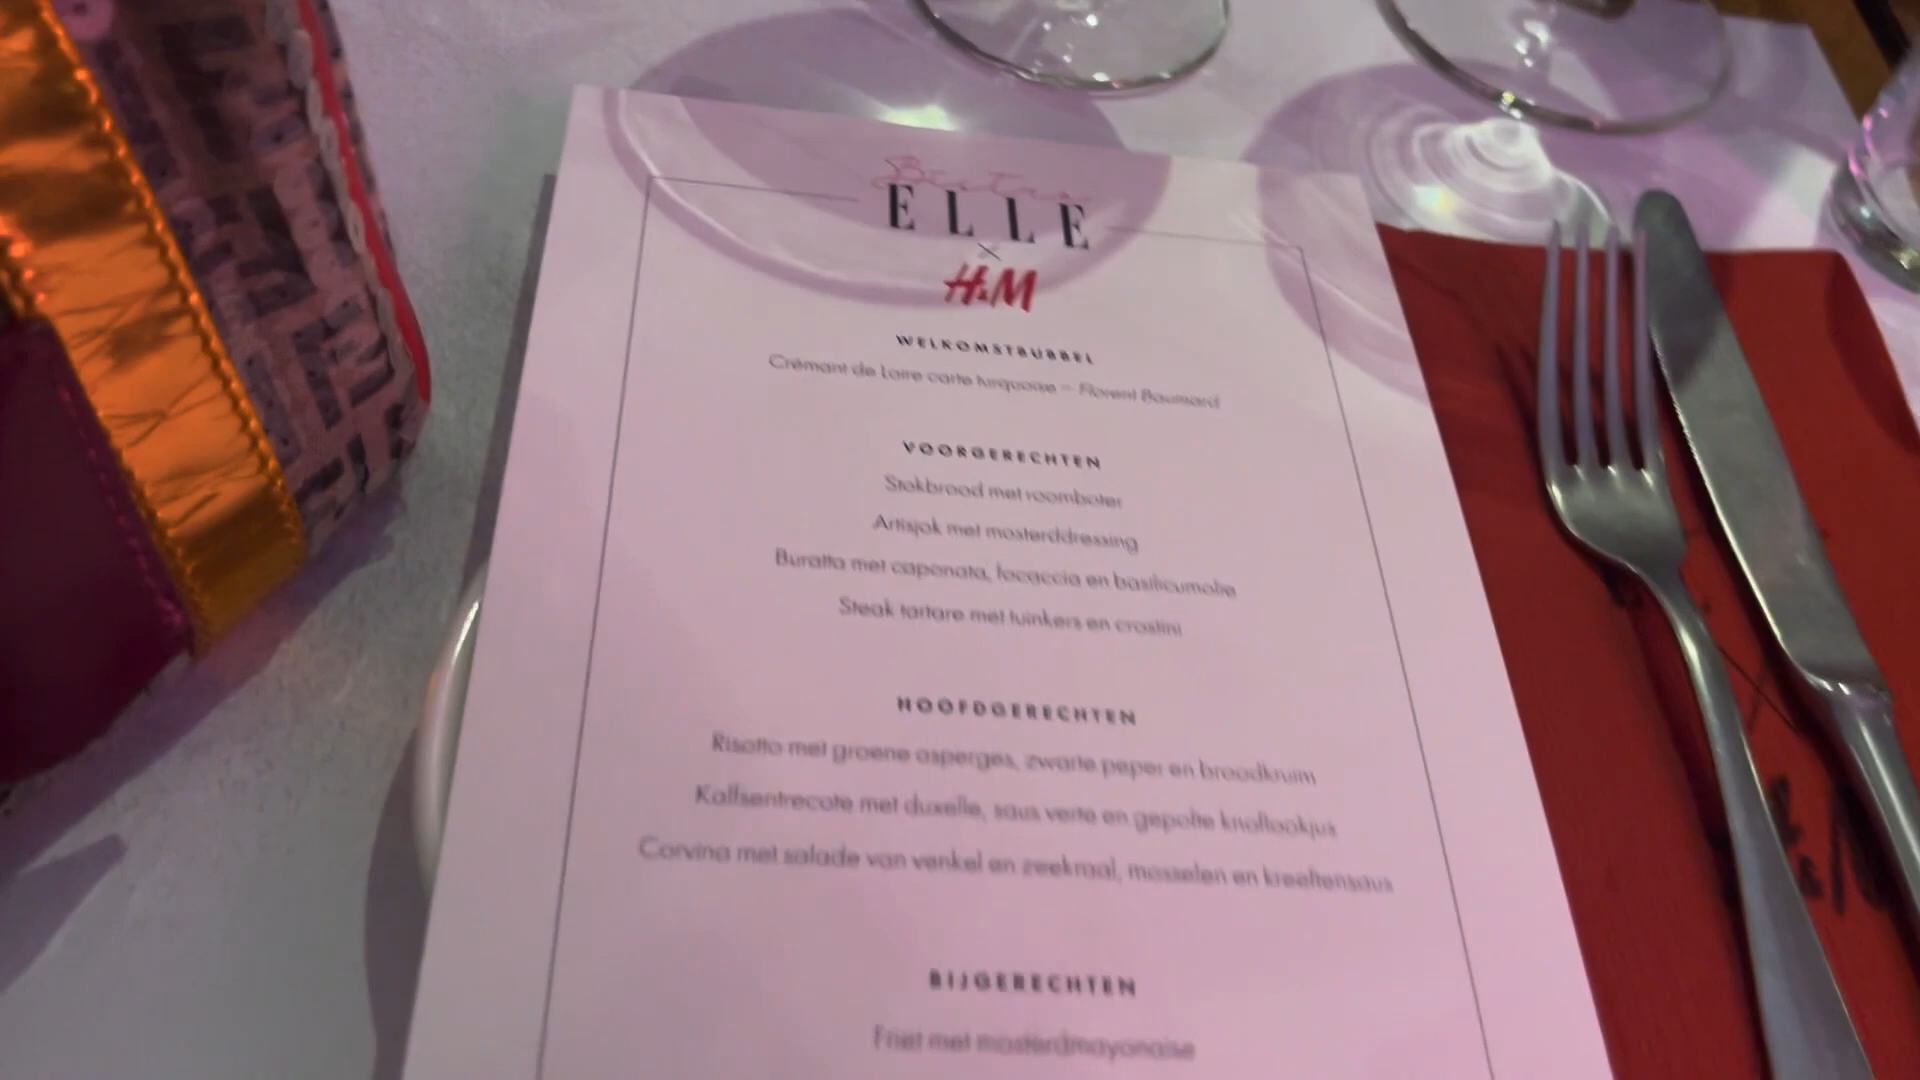 Bistro
ELLE
×
H&M
WELKOMSTBUBBEL
Crémant de Loire carte turquoise – Florent Baumard
VOORGERECHTEN
Stokbrood met roomboter
Artisjok met mosterddressing
Buratta met caponata, focaccia en basilicumolie
Steak tartare met tuinkers en crostini
HOOFDGERECHTEN
Risotto met groene asperges, zwarte peper en broodkruim
Kalfsentrecote met duxelle, saus verte en gepofte knoflookjus
Corvina met salade van venkel en zeekraal, mosselen en kreeftensaus
BIJGERECHTEN
Friet met mosterdmayonaise